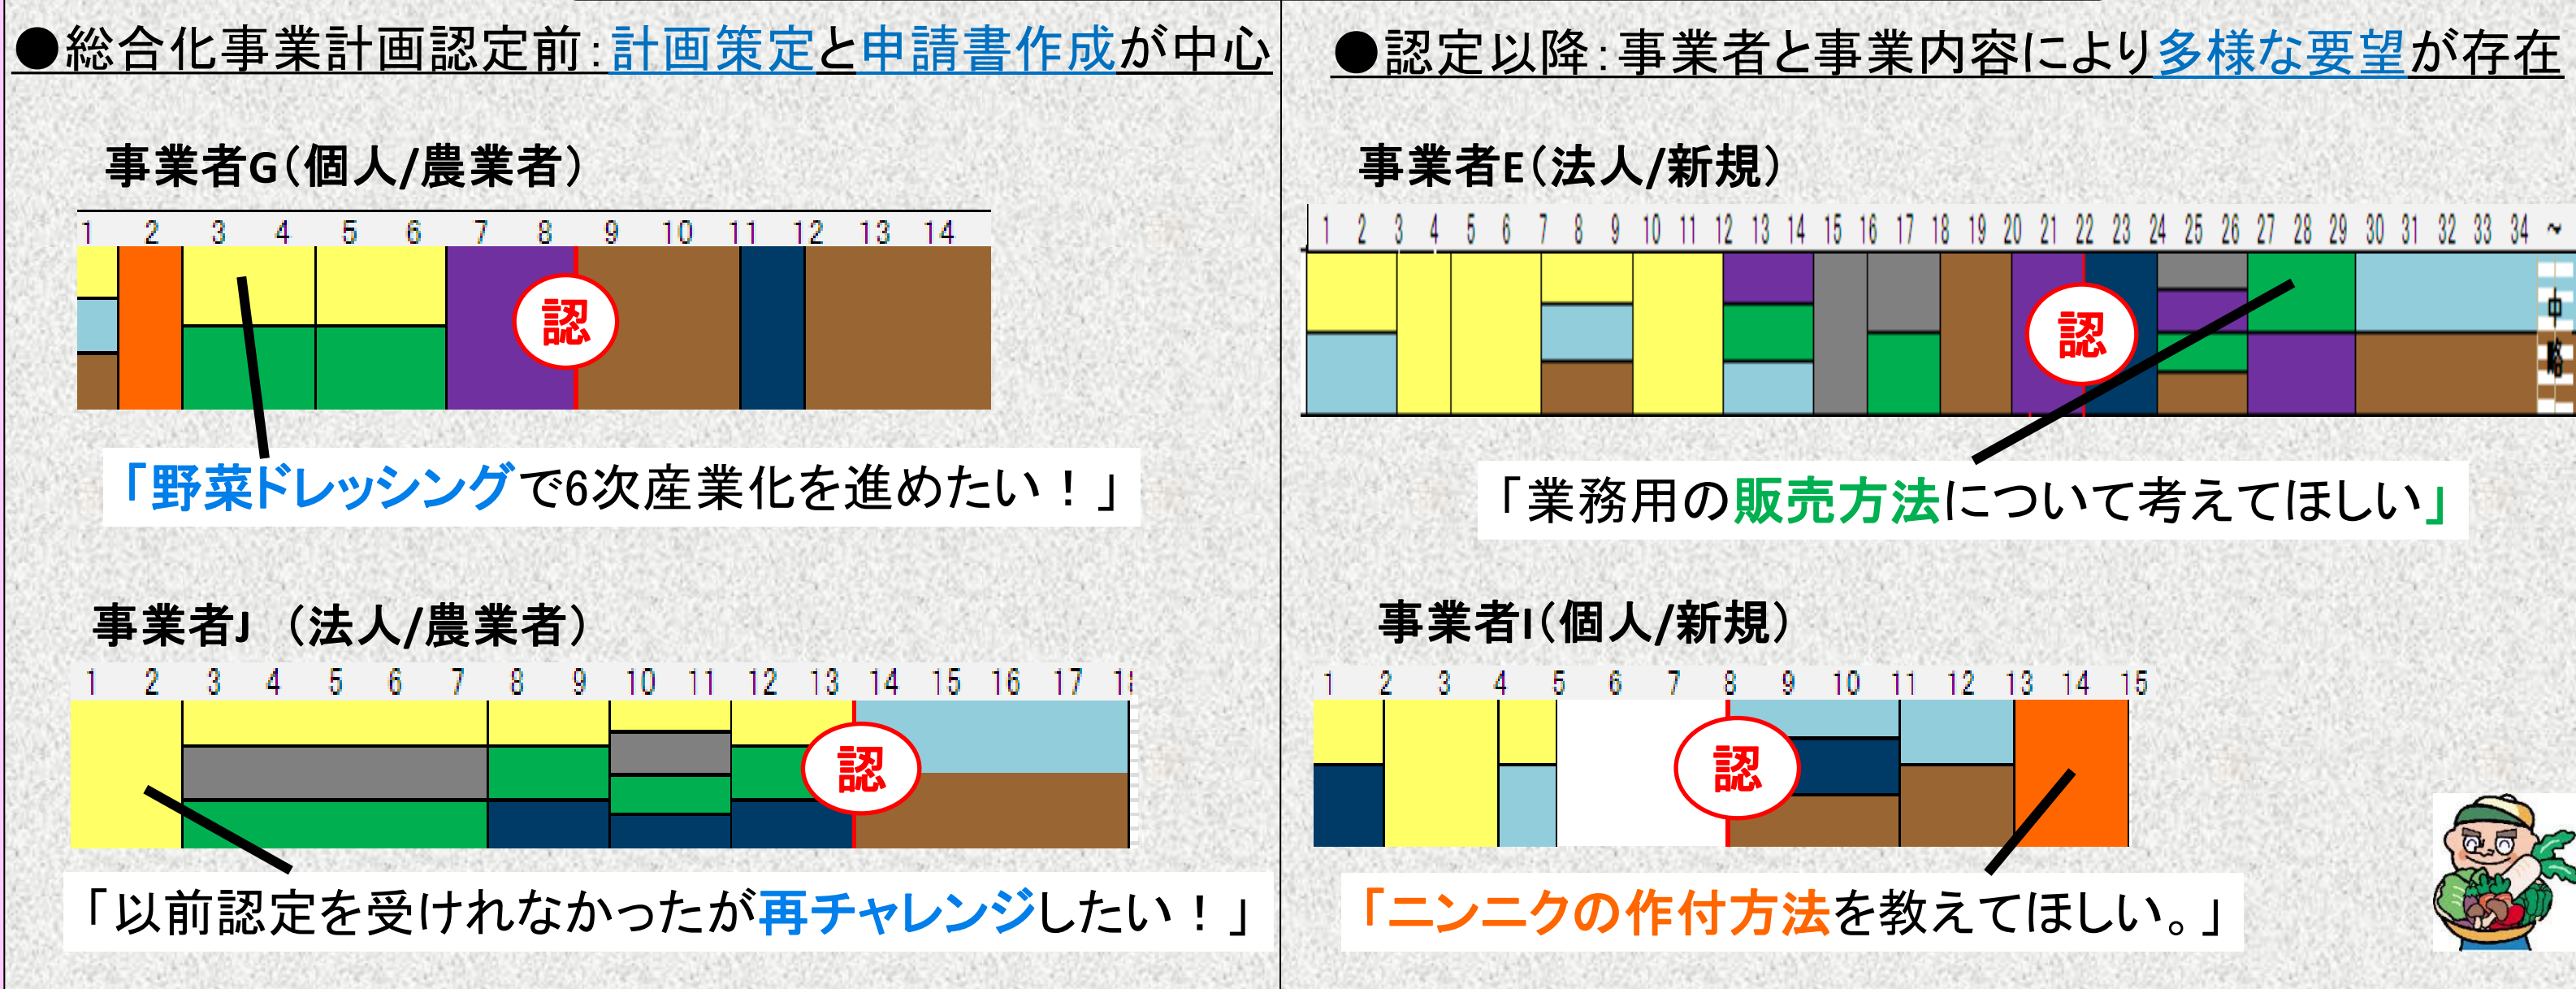 ●総合化事業計画認定前：計画策定と申請書作成が中心
事業者G（個人/農業者）
1 2 3 4 5 6 7 8 9 10 11 12 13 14
認
「野菜ドレッシングで6次産業化を進めたい！」
事業者J （法人/農業者）
1 2 3 4 5 6 7 8 9 10 11 12 13 14 15 16 17
認
「以前認定を受けれなかったが再チャレンジしたい！」
●認定以降：事業者と事業内容により多様な要望が存在
事業者E（法人/新規）
1 2 3 4 5 6 7 8 9 10 11 12 13 14 15 16 17 18 19 20 21 22 23 24 25 26 27 28 29 30 31 32 33 34 ～
認
中略
「業務用の販売方法について考えてほしい」
事業者I（個人/新規）
1 2 3 4 5 6 7 8 9 10 11 12 13 14 15
認
「ニンニクの作付方法を教えてほしい。」